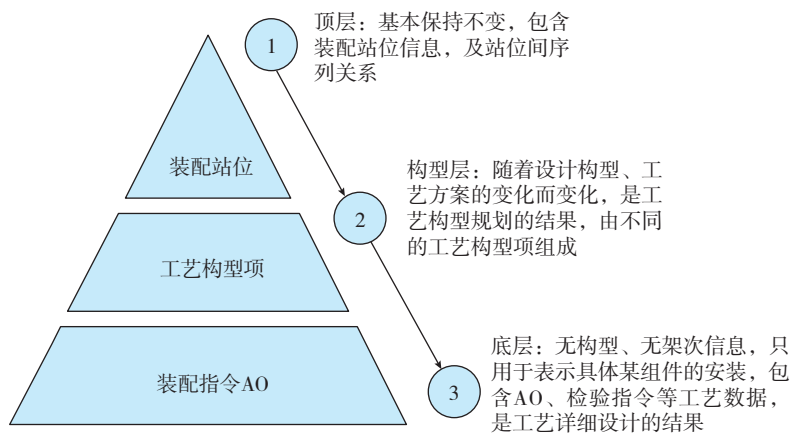 1
顶层：基本保持不变，包含
装配站位信息，及站位间序
列关系
装配站位
2
构型层：随着设计构型、工
艺方案的变化而变化，是工
艺构型规划的结果，由不同
的工艺构型项组成
工艺构型项
3
底层：无构型、无架次信息，只
用于表示具体某组件的安装，包
含AO、检验指令等工艺数据，
是工艺详细设计的结果
装配指令AO